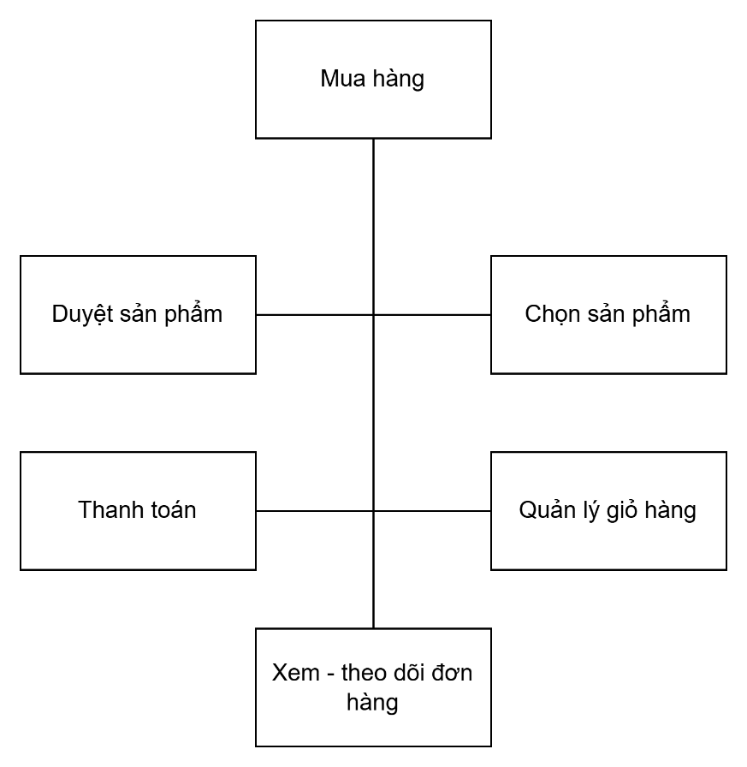 Mua hàng
Duyệt sản phẩm
Chọn sản phẩm
Thanh toán
Quản lý giỏ hàng
Xem - theo dõi đơn
hàng